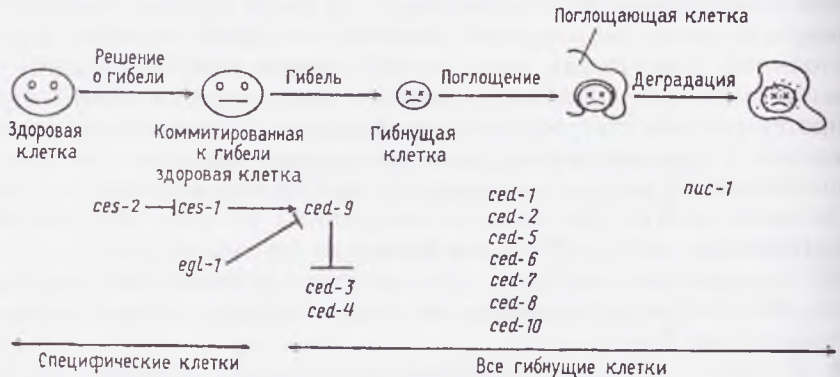 Поглощающая клетка
Решение
о гибели
Гибель
Поглощение
Деградация
Здоровая
клетка
Коммитированная
к гибели
здоровая клетка
Гибнущая
клетка
ces-2
ces-1
ced-9
egl-1
ced-3
ced-4
ced-1
ced-2
ced-5
ced-6
ced-7
ced-8
ced-10
nuc-1
Специфические клетки
Все гибнущие клетки